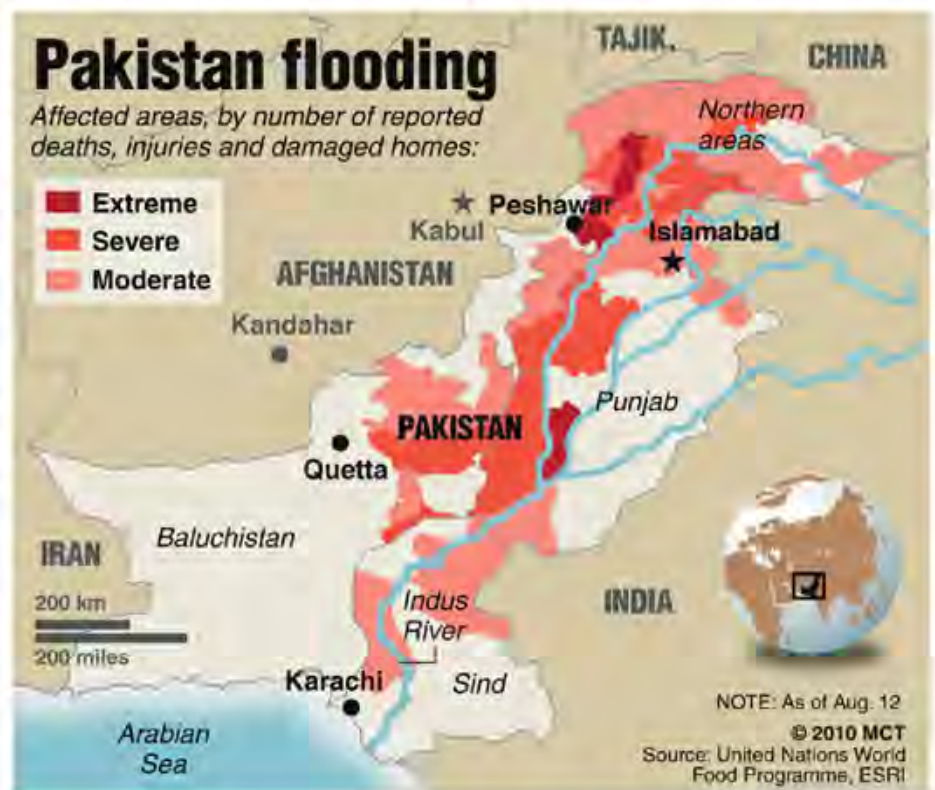 Pakistan flooding
Affected areas, by number of reported
deaths, injuries and damaged homes:
Extreme
Severe
Moderate
TAJIK.
CHINA
Northern
areas
Peshawar
Kabul
Islamabad
AFGHANISTAN
Kandahar
Punjab
PAKISTAN
Quetta
Baluchistan
IRAN
200 km
200 miles
Indus
River
INDIA
Karachi
Sind
Arabian
Sea
NOTE: As of Aug. 12
© 2010 MCT
Source: United Nations World
Food Programme, ESRI